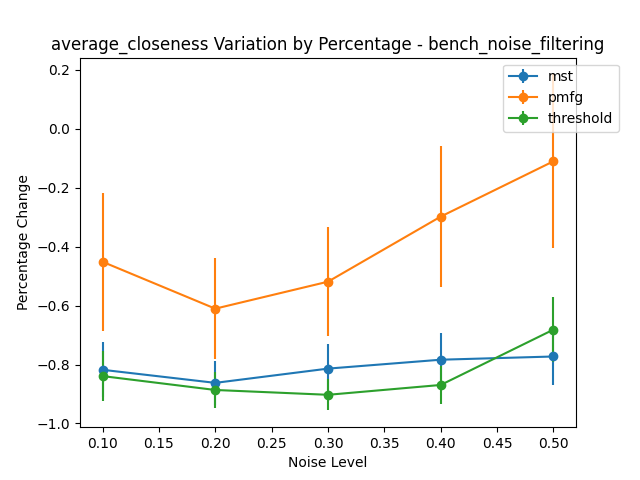 average_closeness Variation by Percentage - bench_noise_filtering
mst
pmfg
threshold
Percentage Change
0.2
0.0
−0.2
−0.4
−0.6
−0.8
−1.0
0.10 0.15 0.20 0.25 0.30 0.35 0.40 0.45 0.50
Noise Level